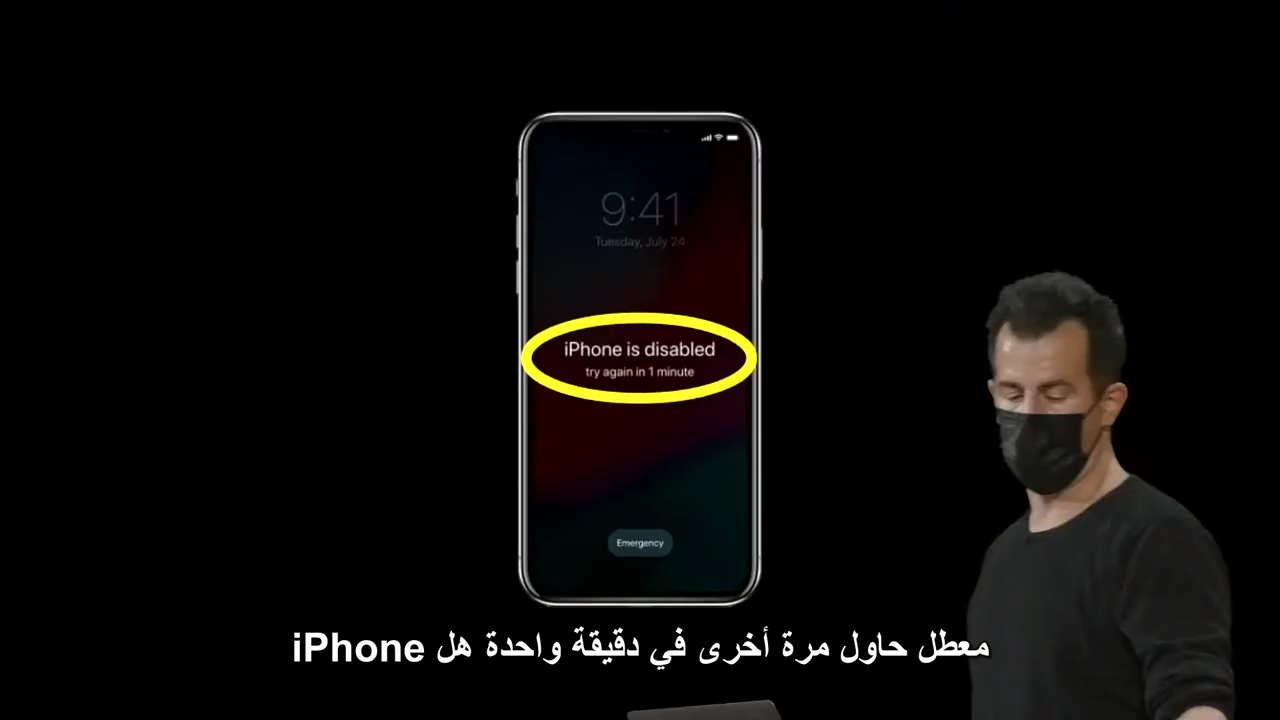 9:41
Tuesday, July 24
iPhone is disabled
try again in 1 minute
Emergency
معطل حاول مرة أخرى في دقيقة واحدة هل iPhone